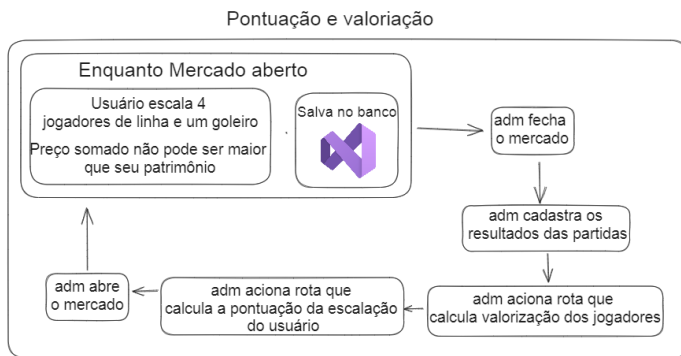 Pontuação e valoriação
Enquanto Mercado aberto
Usuário escala 4
jogadores de linha e um goleiro
Preço somado não pode ser maior
que seu patrimônio
Salva no banco
adm fecha
o mercado
adm cadastra os
resultados das partidas
adm aciona rota que
calcula valorização dos jogadores
adm aciona rota que
calcula a pontuação da escalação
do usuário
adm abre
o mercado